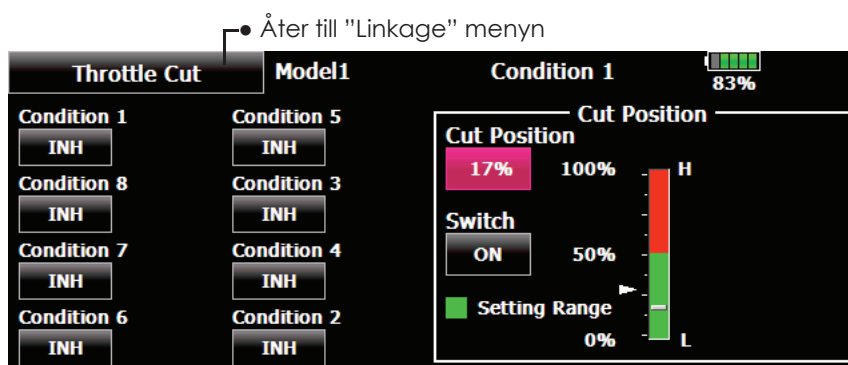 Åter till ”Linkage” menyn
Throttle Cut Model1 Condition 1 83%
Condition 1 Condition 5
INH INH
Condition 8 Condition 3
INH INH
Condition 7 Condition 4
INH INH
Condition 6 Condition 2
INH INH
Cut Position
Cut Position
17% 100% H
Switch
ON 50%
Setting Range
0% L